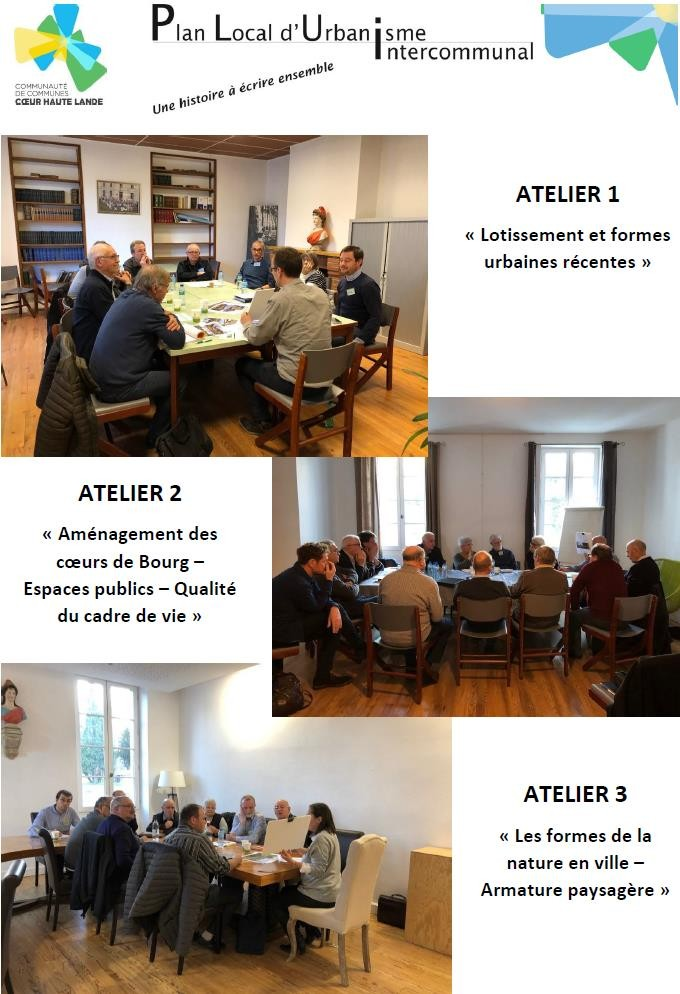 COMMUNAUTÉ
DE COMMUNES
CŒUR HAUTE LANDE
Plan Local d'Urbanisme
Intercommunal
Une histoire à écrire ensemble
ATELIER 1
« Lotissement et formes
urbaines récentes »
ATELIER 2
« Aménagement des
cœurs de Bourg –
Espaces publics – Qualité
du cadre de vie »
ATELIER 3
« Les formes de la
nature en ville –
Armature paysagère »